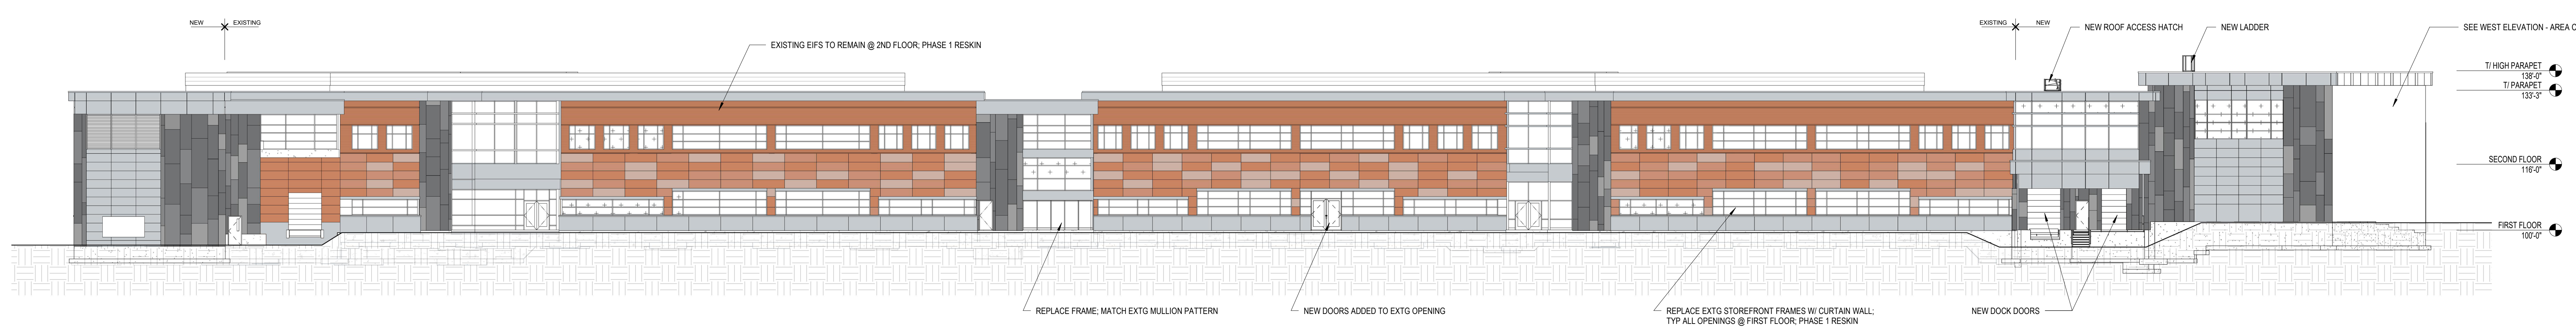 NEW EXISTING
EXISTING NEW
NEW ROOF ACCESS HATCH
NEW LADDER
SEE WEST ELEVATION - AREA C
EXISTING EIFS TO REMAIN @ 2ND FLOOR; PHASE 1 RESKIN
T/ HIGH PARAPET
138'-0"
T/ PARAPET
133'-3"
SECOND FLOOR
116'-0"
FIRST FLOOR
100'-0"
REPLACE FRAME; MATCH EXTG MULLION PATTERN
NEW DOORS ADDED TO EXTG OPENING
REPLACE EXTG STOREFRONT FRAMES W/ CURTAIN WALL;
TYP ALL OPENINGS @ FIRST FLOOR; PHASE 1 RESKIN
NEW DOCK DOORS